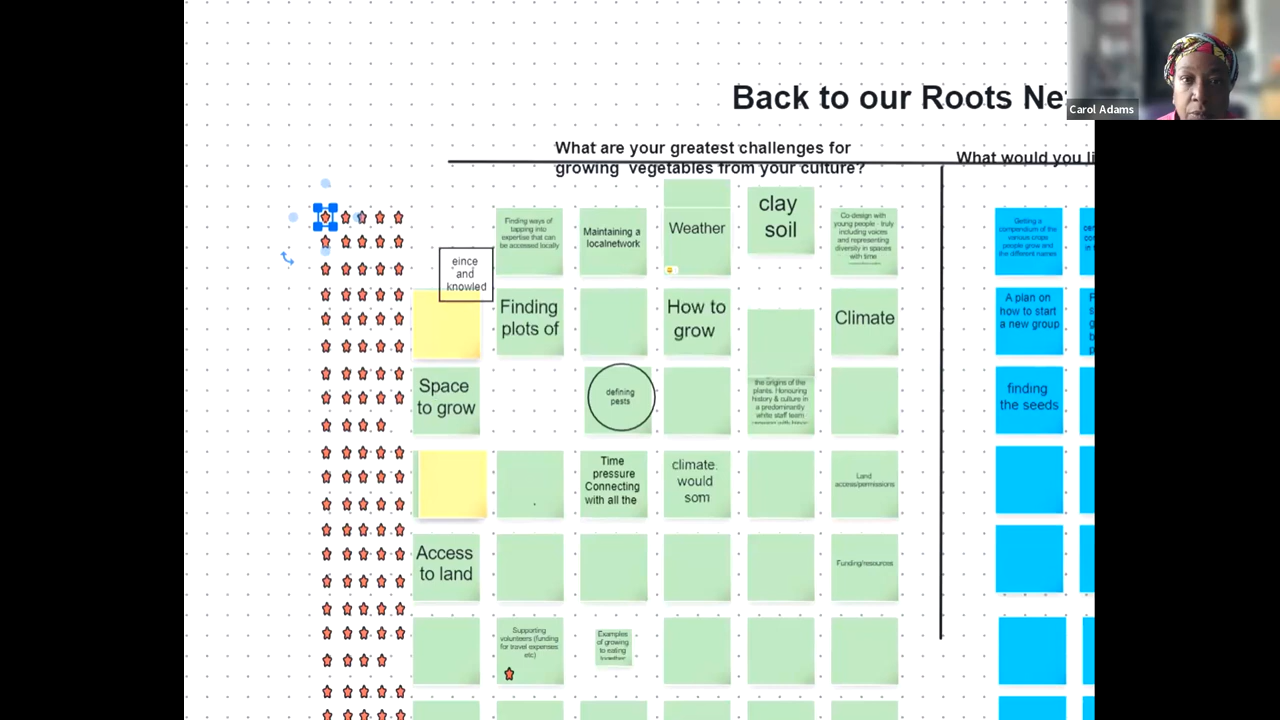 Back to our Roots Ne
Carol Adams
What are your greatest challenges for
growing vegetables from your culture?
What would you li
Finding ways of
tapping into
expertise that can
be accessed locally
Maintaining a
localnetwork
Weather
clay
soil
Co-design with
young people - truly
including voices
and representing
diversity in spaces
with time
Getting a
compendium of the
various crops
people grow and
the different names
eince
and
knowled
Finding
plots of
How to
grow
Climate
A plan on
how to start
a new group
Space
to grow
defining
pests
the origins of the
plants. Honouring
history & culture in
a predominantly
white staff team
finding
the seeds
Time
pressure
Connecting
with all the
climate.
would
som
Land
access/permissions
Access
to land
Funding/resources
Supporting
volunteers (funding
for travel expenses
etc)
Examples
of growing
to eating
together